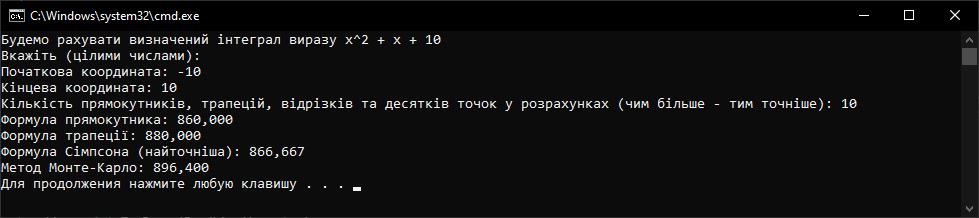 C:\Windows\system32\cmd.exe
Будемо рахувати визначений інтеграл виразу x^2 + x + 10
Вкажіть (цілими числами):
Початкова координата: -10
Кінцева координата: 10
Кількість прямокутників, трапецій, відрізків та десятків точок у розрахунках (чим більше - тим точніше): 10
Формула прямокутника: 860,000
Формула трапеції: 880,000
Формула Сімпсона (найточніша): 866,667
Метод Монте-Карло: 896,400
Для продолжения нажмите любую клавишу . . .